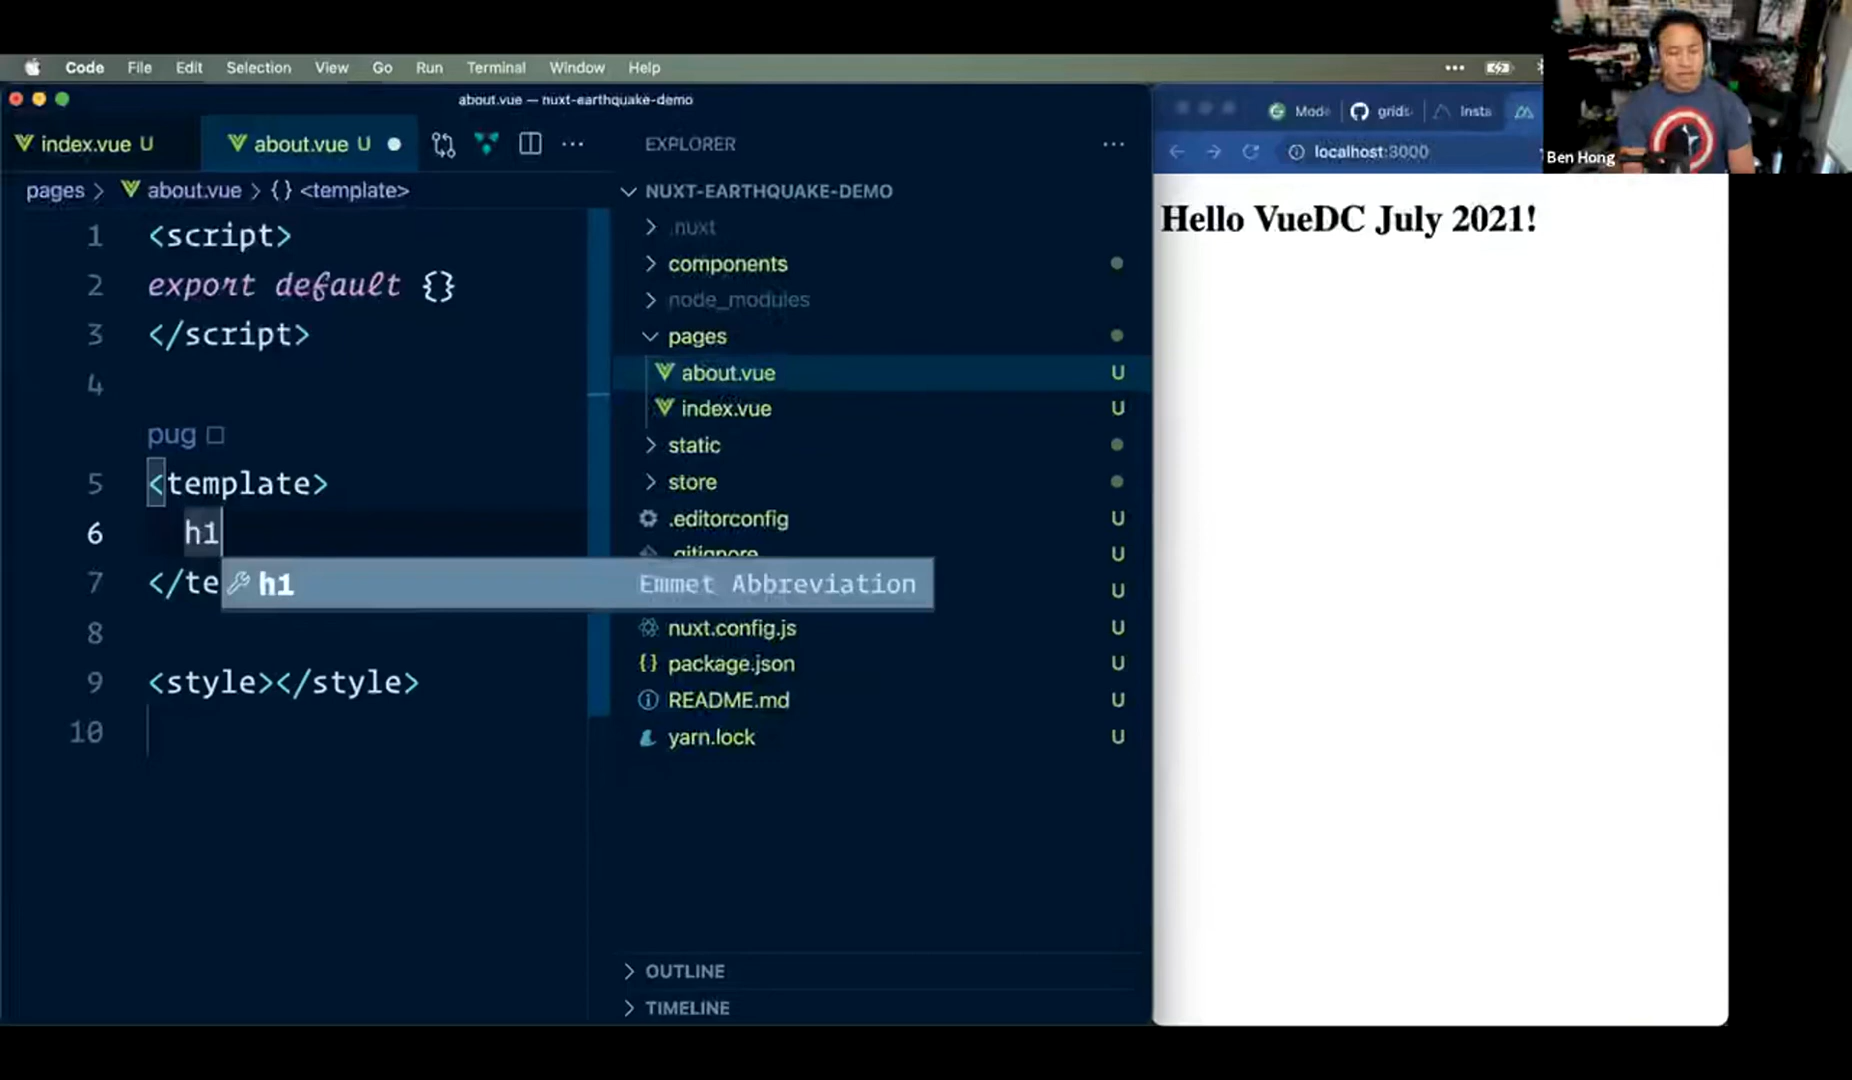 Code File Edit Selection View Go Run Terminal Window Help
about.vue — nuxt-earthquake-demo
index.vue U
about.vue U
pages > about.vue > {} <template>
1 <script>
2 export default {}
3 </script>
4
pug
5 <template>
6 h1
7 </te
h1 Emmet Abbreviation
8
9 <style></style>
10
EXPLORER
NUXT-EARTHQUAKE-DEMO
.nuxt
components
node_modules
pages
about.vue U
index.vue U
static
store
.editorconfig U
.gitignore U
U
nuxt.config.js U
package.json U
README.md U
yarn.lock U
OUTLINE
TIMELINE
Mode
grids
Insta
localhost:3000
Hello VueDC July 2021!
Ben Hong